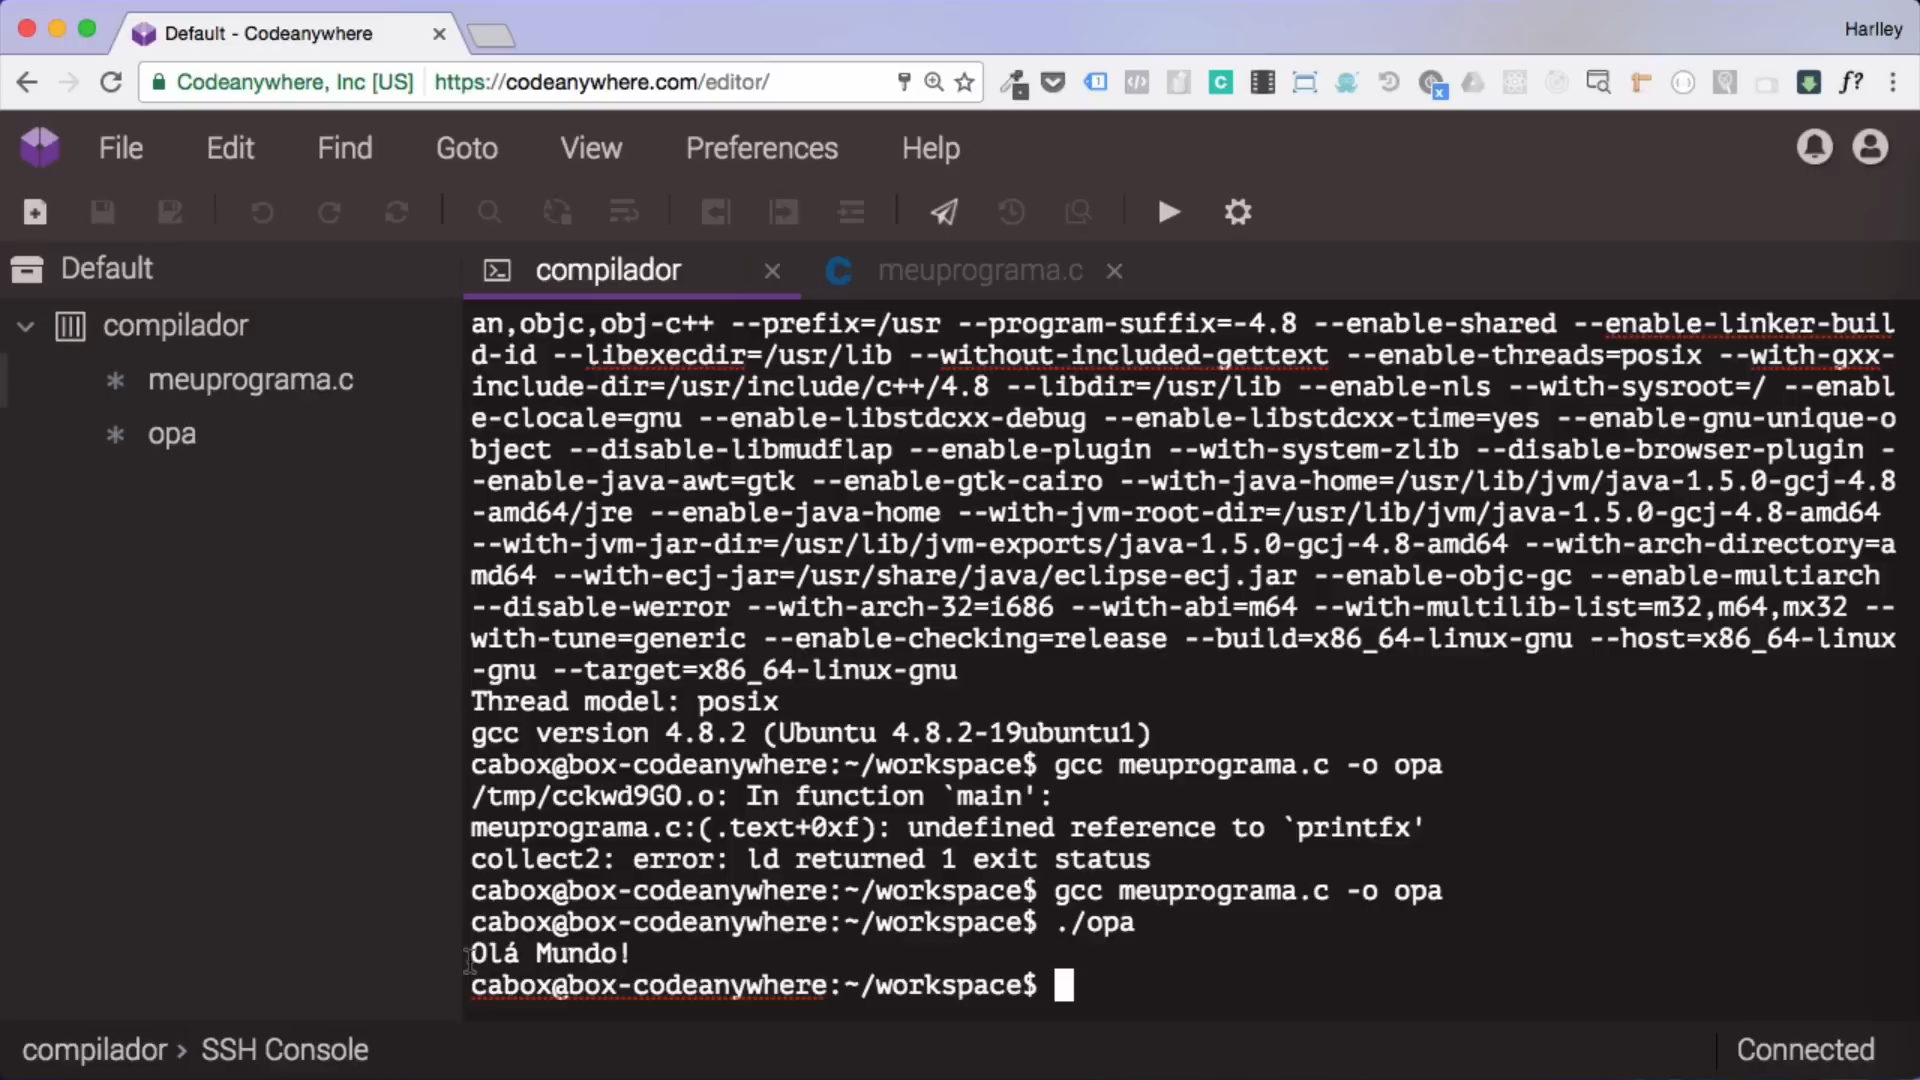 Default - Codeanywhere
Harlley
Codeanywhere, Inc [US] https://codeanywhere.com/editor/
File Edit Find Goto View Preferences Help
Default
compilador
meuprograma.c
opa
compilador meuprograma.c
an,objc,obj-c++ --prefix=/usr --program-suffix=-4.8 --enable-shared --enable-linker-buil
d-id --libexecdir=/usr/lib --without-included-gettext --enable-threads=posix --with-gxx-
include-dir=/usr/include/c++/4.8 --libdir=/usr/lib --enable-nls --with-sysroot=/ --enabl
e-clocale=gnu --enable-libstdcxx-debug --enable-libstdcxx-time=yes --enable-gnu-unique-o
bject --disable-libmudflap --enable-plugin --with-system-zlib --disable-browser-plugin -
-enable-java-awt=gtk --enable-gtk-cairo --with-java-home=/usr/lib/jvm/java-1.5.0-gcj-4.8
-amd64/jre --enable-java-home --with-jvm-root-dir=/usr/lib/jvm/java-1.5.0-gcj-4.8-amd64
--with-jvm-jar-dir=/usr/lib/jvm-exports/java-1.5.0-gcj-4.8-amd64 --with-arch-directory=a
md64 --with-ecj-jar=/usr/share/java/eclipse-ecj.jar --enable-objc-gc --enable-multiarch
--disable-werror --with-arch-32=i686 --with-abi=m64 --with-multilib-list=m32,m64,mx32 --
with-tune=generic --enable-checking=release --build=x86_64-linux-gnu --host=x86_64-linux
-gnu --target=x86_64-linux-gnu
Thread model: posix
gcc version 4.8.2 (Ubuntu 4.8.2-19ubuntu1)
cabox@box-codeanywhere:~/workspace$ gcc meuprograma.c -o opa
/tmp/cckwd9GO.o: In function `main':
meuprograma.c:(.text+0xf): undefined reference to `printfx'
collect2: error: ld returned 1 exit status
cabox@box-codeanywhere:~/workspace$ gcc meuprograma.c -o opa
cabox@box-codeanywhere:~/workspace$ ./opa
Olá Mundo!
cabox@box-codeanywhere:~/workspace$
compilador > SSH Console
Connected